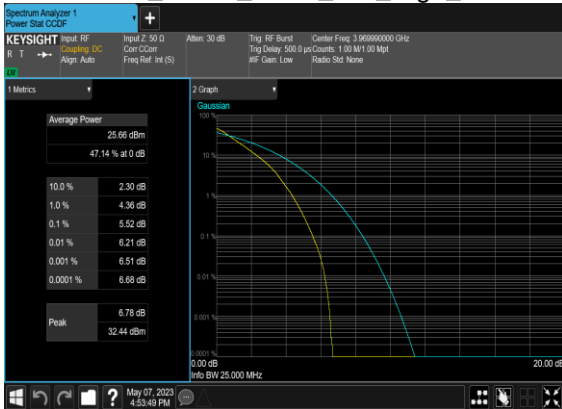 Spectrum Analyzer 1
Power Stat CCDF
+
KEYSIGHT
R T
LXI
Input: RF
Coupling: DC
Align: Auto
Input Z: 50 Ω
Corr CCorr
Freq Ref: Int (S)
Atten: 30 dB
Trig: RF Burst
Trig Delay: 500.0 µs
#IF Gain: Low
Center Freq: 3.969990000 GHz
Counts: 1.00 M/1.00 Mpt
Radio Std: None
1 Metrics
Average Power
25.66 dBm
47.14 % at 0 dB
10.0 % 2.30 dB
1.0 % 4.36 dB
0.1 % 5.52 dB
0.01 % 6.21 dB
0.001 % 6.51 dB
0.0001 % 6.68 dB
Peak
6.78 dB
32.44 dBm
2 Graph
Gaussian
100 %
10 %
1 %
0.1 %
0.01 %
0.001 %
0.0001 %
0.00 dB 20.00 dB
Info BW 25.000 MHz
?
May 07, 2023
4:53:49 PM